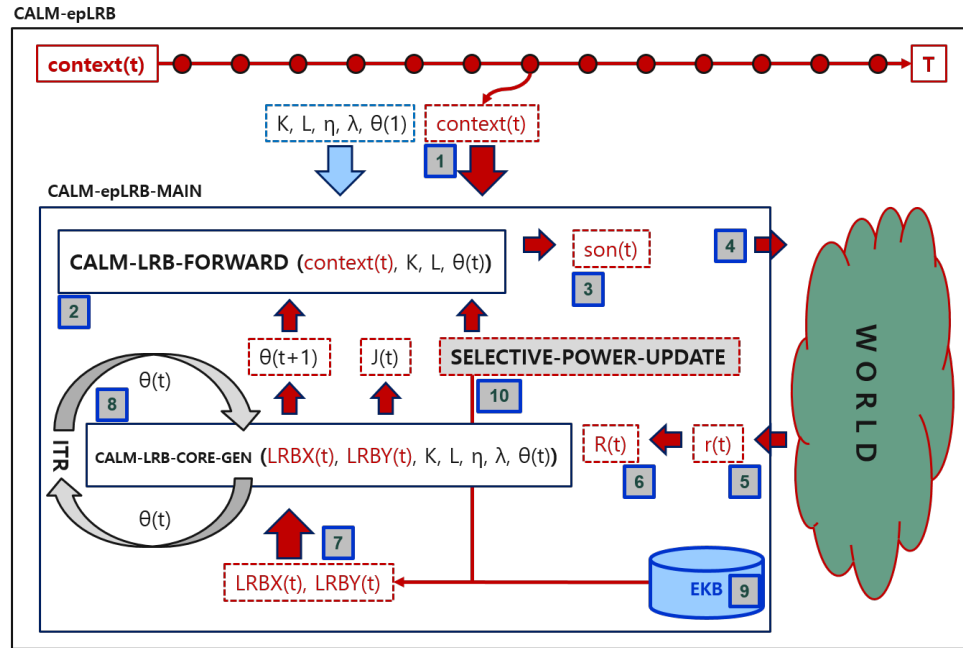 CALM-epLRB
context(t)
T
K, L, η, λ, θ(1)
context(t)
1
CALM-epLRB-MAIN
CALM-LRB-FORWARD (context(t), K, L, θ(t))
son(t)
4
2
3
θ(t+1)
J(t)
SELECTIVE-POWER-UPDATE
WORLD
θ(t)
8
10
ITR
CALM-LRB-CORE-GEN (LRBX(t), LRBY(t), K, L, η, λ, θ(t))
R(t)
r(t)
6
5
θ(t)
7
LRBX(t), LRBY(t)
EKB
9